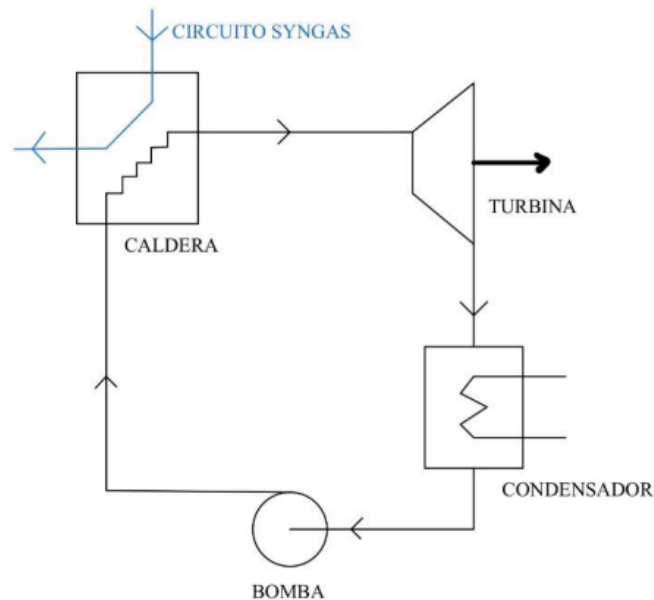 CIRCUITO SYNGAS
CALDERA
TURBINA
CONDENSADOR
BOMBA